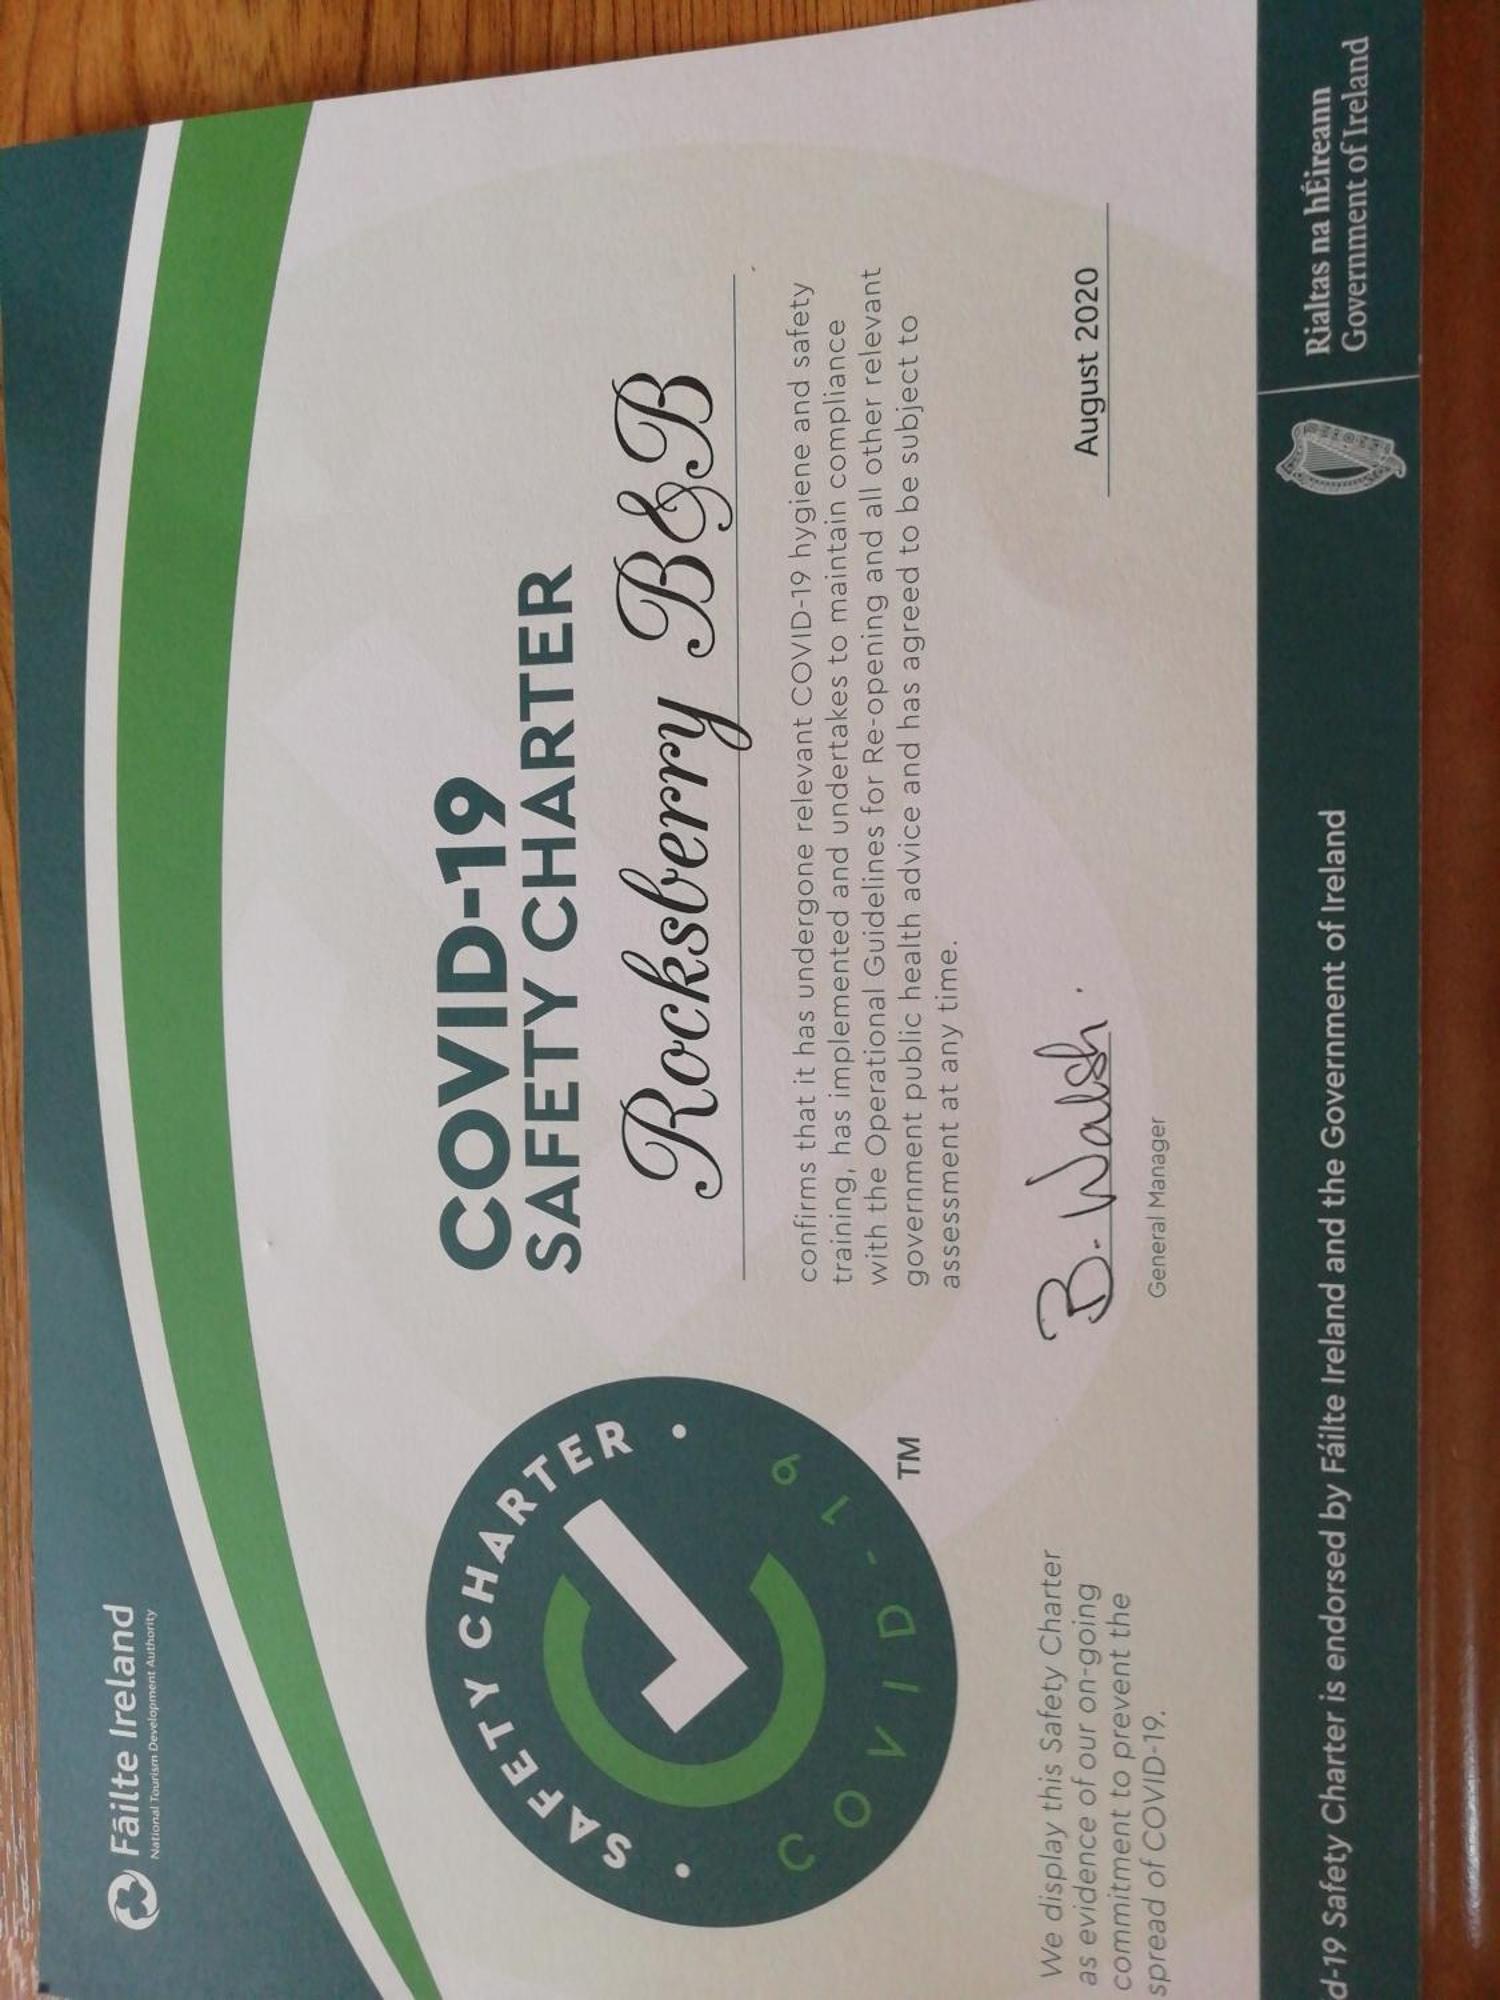 Fáilte Ireland
National Tourism Development Authority
COVID-19
SAFETY CHARTER
Rocksberry B&B
confirms that it has undergone relevant COVID-19 hygiene and safety
training, has implemented and undertakes to maintain compliance
with the Operational Guidelines for Re-opening and all other relevant
government public health advice and has agreed to be subject to
assessment at any time.
• SAFETY CHARTER •
COVID-19
TM
We display this Safety Charter
as evidence of our on-going
commitment to prevent the
spread of COVID-19.
B. Walsh.
General Manager
August 2020
d-19 Safety Charter is endorsed by Fáilte Ireland and the Government of Ireland
Rialtas na hÉireann
Government of Ireland